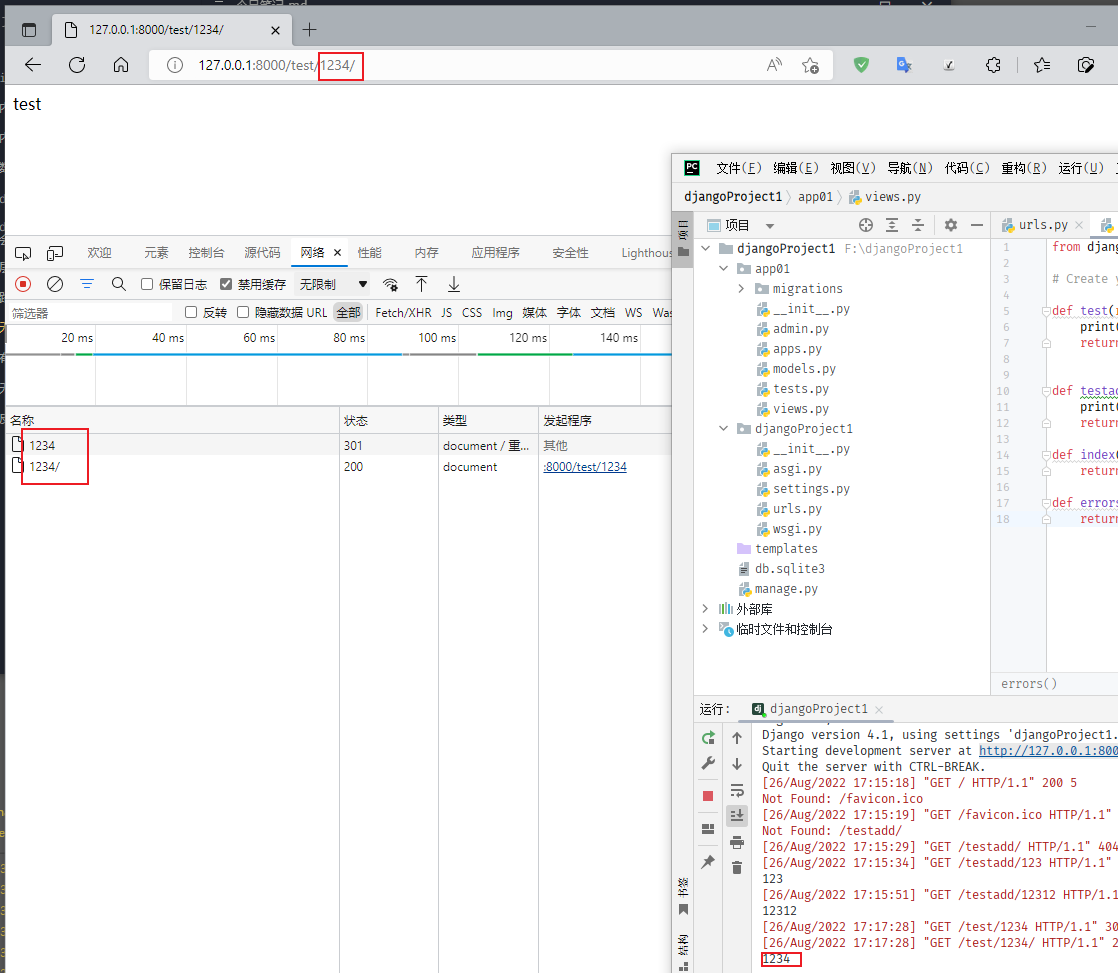 127.0.0.1:8000/test/1234/
127.0.0.1:8000/test/1234/
test
欢迎 元素 控制台 源代码 网络 性能 内存 应用程序 安全性 Lighthous
保留日志 禁用缓存 无限制
筛选器 反转 隐藏数据 URL 全部 Fetch/XHR JS CSS Img 媒体 字体 文档 WS Was
20 ms 40 ms 60 ms 80 ms 100 ms 120 ms 140 ms
名称 状态 类型 发起程序
1234 301 document / 重... 其他
1234/ 200 document :8000/test/1234
PC 文件(F) 编辑(E) 视图(V) 导航(N) 代码(C) 重构(R) 运行(U)
djangoProject1 app01 views.py
项目
项目
urls.py
djangoProject1 F:\djangoProject1
app01
migrations
__init__.py
admin.py
apps.py
models.py
tests.py
views.py
djangoProject1
__init__.py
asgi.py
settings.py
urls.py
wsgi.py
templates
db.sqlite3
manage.py
外部库
临时文件和控制台
1 from djan
2
3 # Create y
4
5 def test(
6 print(
7 return
8
9
10 def testad
11 print(
12 return
13
14 def index(
15 return
16
17 def errors
18 return
errors()
运行: dj djangoProject1
Django version 4.1, using settings 'djangoProject1.
Starting development server at http://127.0.0.1:800
Quit the server with CTRL-BREAK.
[26/Aug/2022 17:15:18] "GET / HTTP/1.1" 200 5
Not Found: /favicon.ico
[26/Aug/2022 17:15:19] "GET /favicon.ico HTTP/1.1"
Not Found: /testadd/
[26/Aug/2022 17:15:29] "GET /testadd/ HTTP/1.1" 404
[26/Aug/2022 17:15:34] "GET /testadd/123 HTTP/1.1"
123
[26/Aug/2022 17:15:51] "GET /testadd/12312 HTTP/1.1
12312
[26/Aug/2022 17:17:28] "GET /test/1234 HTTP/1.1" 30
[26/Aug/2022 17:17:28] "GET /test/1234/ HTTP/1.1" 2
1234
书签
结构